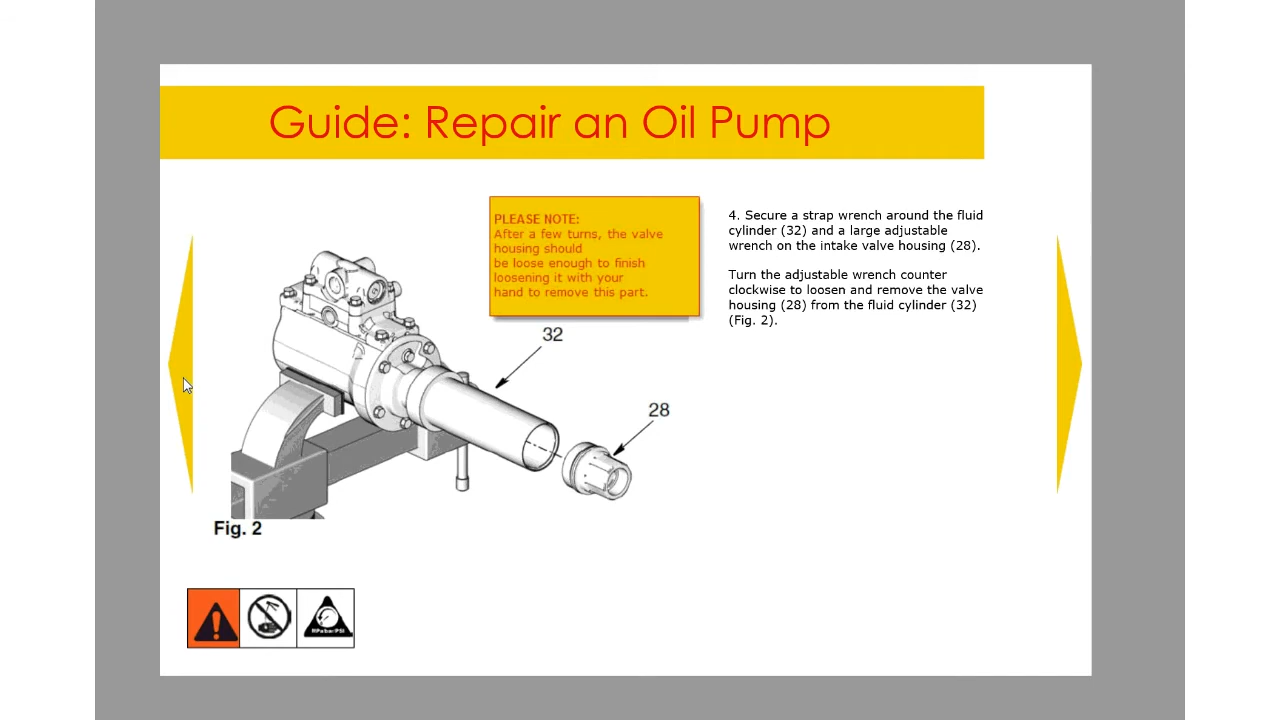 Guide: Repair an Oil Pump
PLEASE NOTE:
After a few turns, the valve
housing should
be loose enough to finish
loosening it with your
hand to remove this part.
4. Secure a strap wrench around the fluid
cylinder (32) and a large adjustable
wrench on the intake valve housing (28).
Turn the adjustable wrench counter
clockwise to loosen and remove the valve
housing (28) from the fluid cylinder (32)
(Fig. 2).
32
28
Fig. 2
MPa/bar/PSI